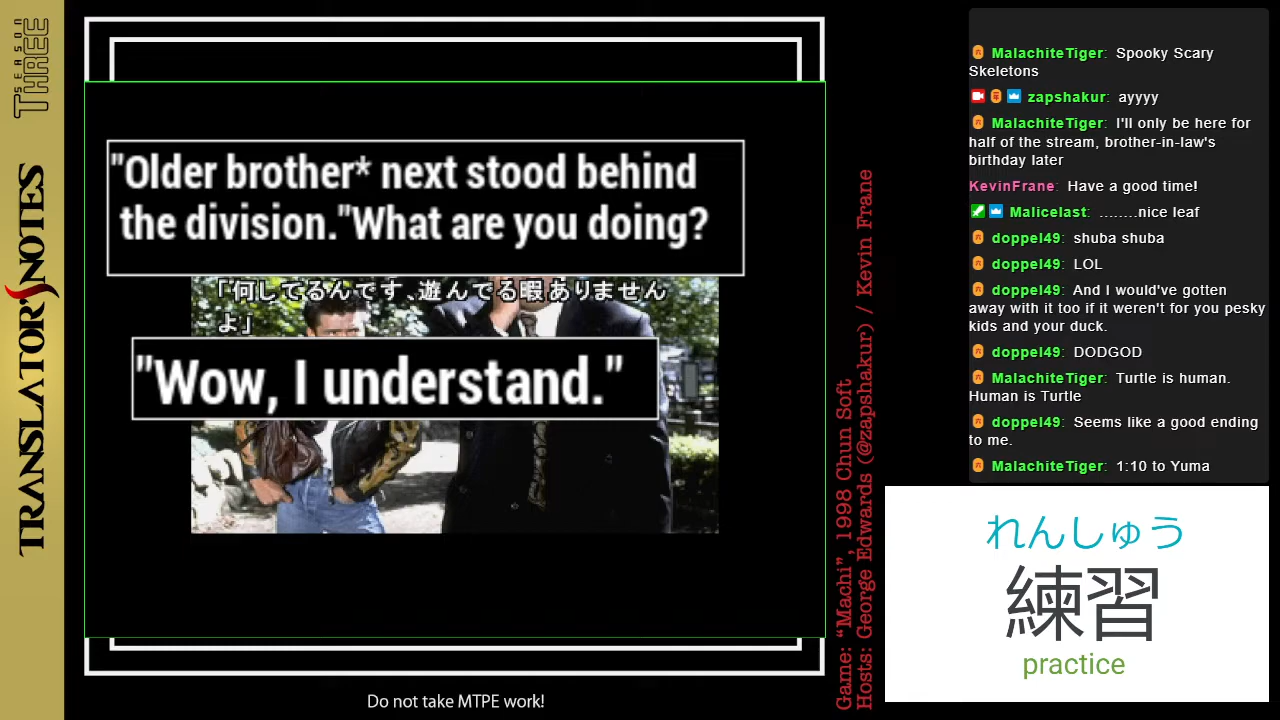 SEASON
THREE
TRANSLATOR'S NOTES
"Older brother* next stood behind
the division."What are you doing?
「何してるんです、遊んでる暇ありません
よ」
"Wow, I understand."
Do not take MTPE work!
Game: "Machi", 1998 Chun Soft
Hosts: George Edwards (@zapshakur) / Kevin Frane
MalachiteTiger: Spooky Scary
Skeletons
zapshakur: ayyyy
MalachiteTiger: I'll only be here for
half of the stream, brother-in-law's
birthday later
KevinFrane: Have a good time!
Malicelast: .......nice leaf
doppel49: shuba shuba
doppel49: LOL
doppel49: And I would've gotten
away with it too if it weren't for you pesky
kids and your duck.
doppel49: DODGOD
MalachiteTiger: Turtle is human.
Human is Turtle
doppel49: Seems like a good ending
to me.
MalachiteTiger: 1:10 to Yuma
れんしゅう
練習
practice